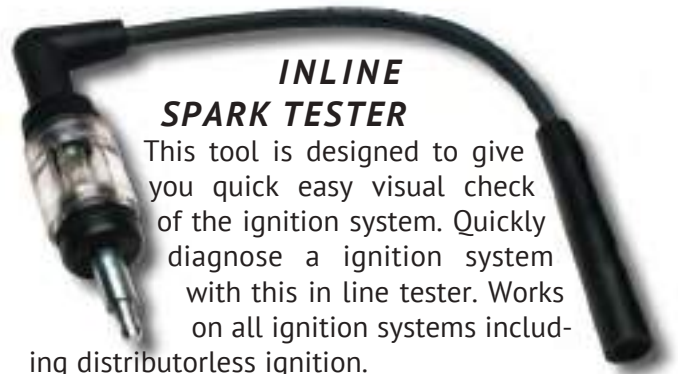 INLINE
SPARK TESTER
This tool is designed to give
you quick easy visual check
of the ignition system. Quickly
diagnose a ignition system
with this in line tester. Works
on all ignition systems includ-
ing distributorless ignition.